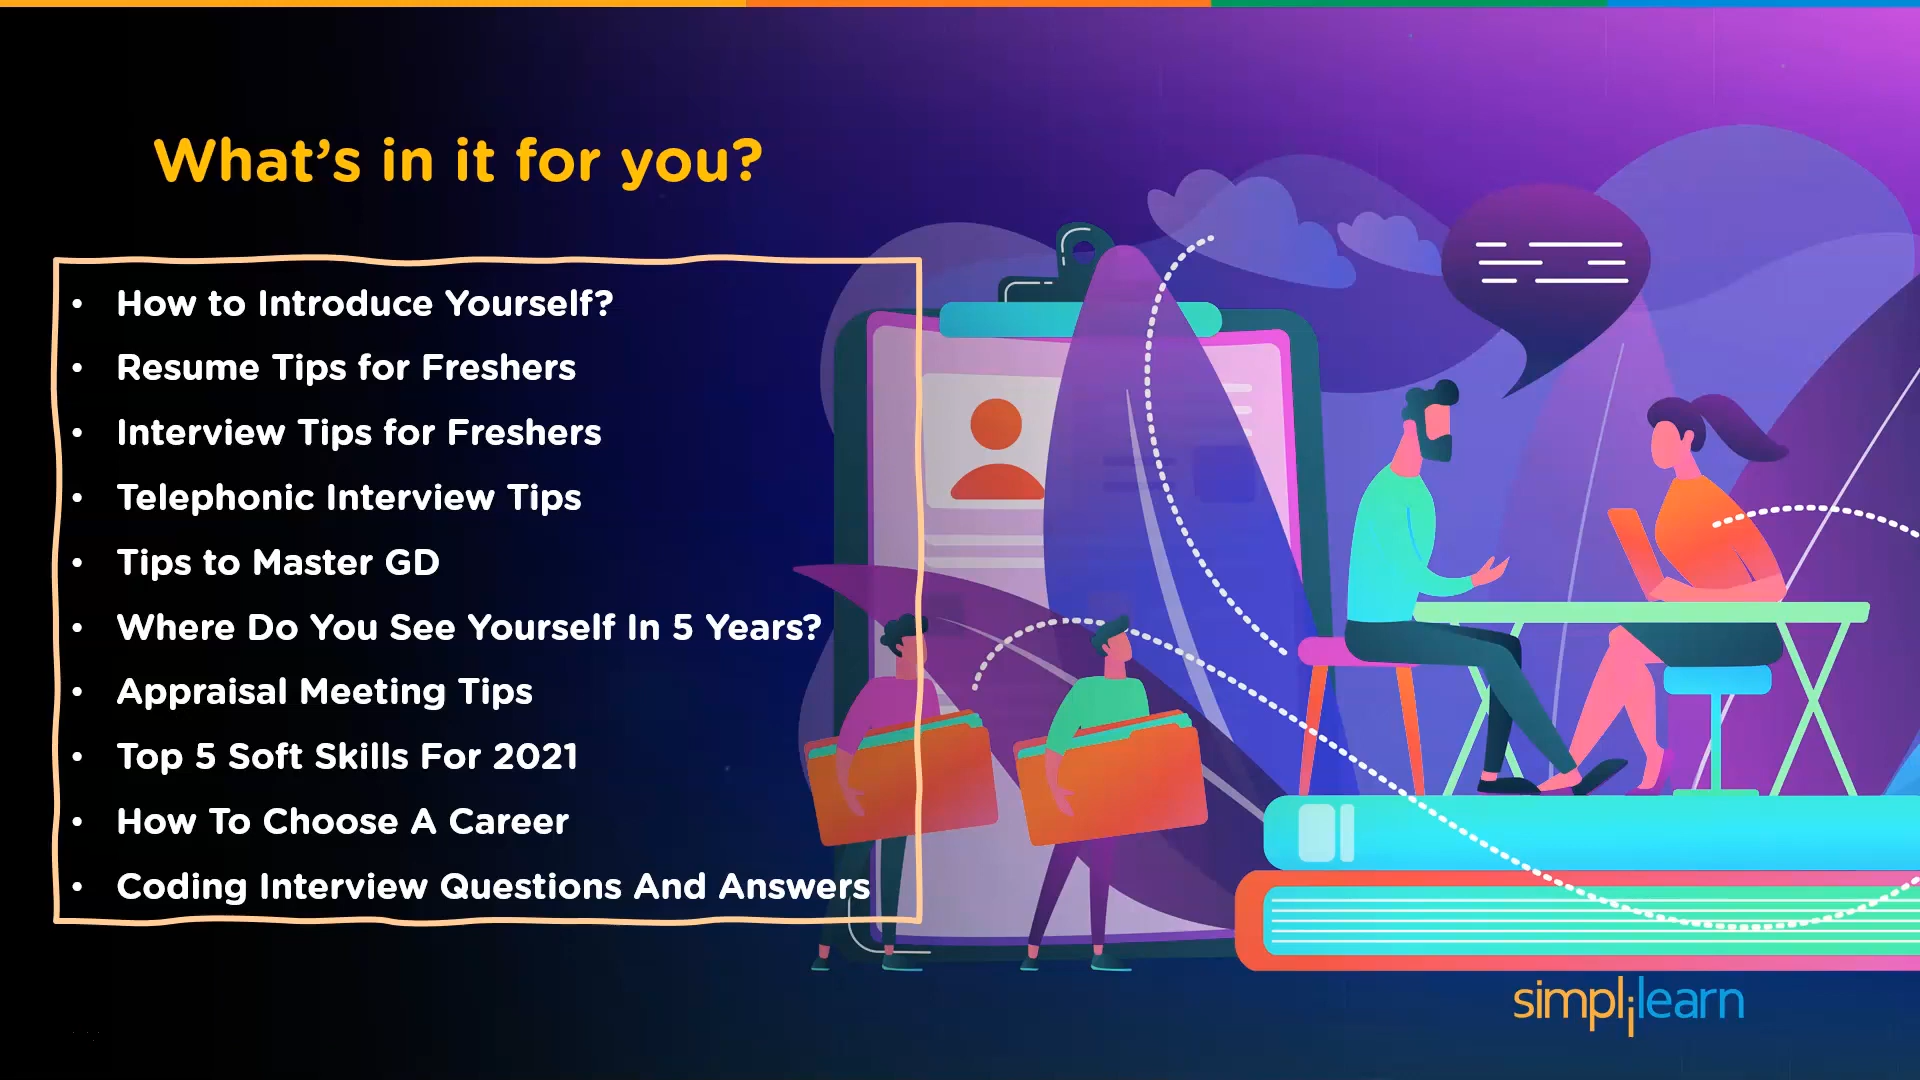 What’s in it for you?
• How to Introduce Yourself?
• Resume Tips for Freshers
• Interview Tips for Freshers
• Telephonic Interview Tips
• Tips to Master GD
• Where Do You See Yourself In 5 Years?
• Appraisal Meeting Tips
• Top 5 Soft Skills For 2021
• How To Choose A Career
• Coding Interview Questions And Answers
simplilearn